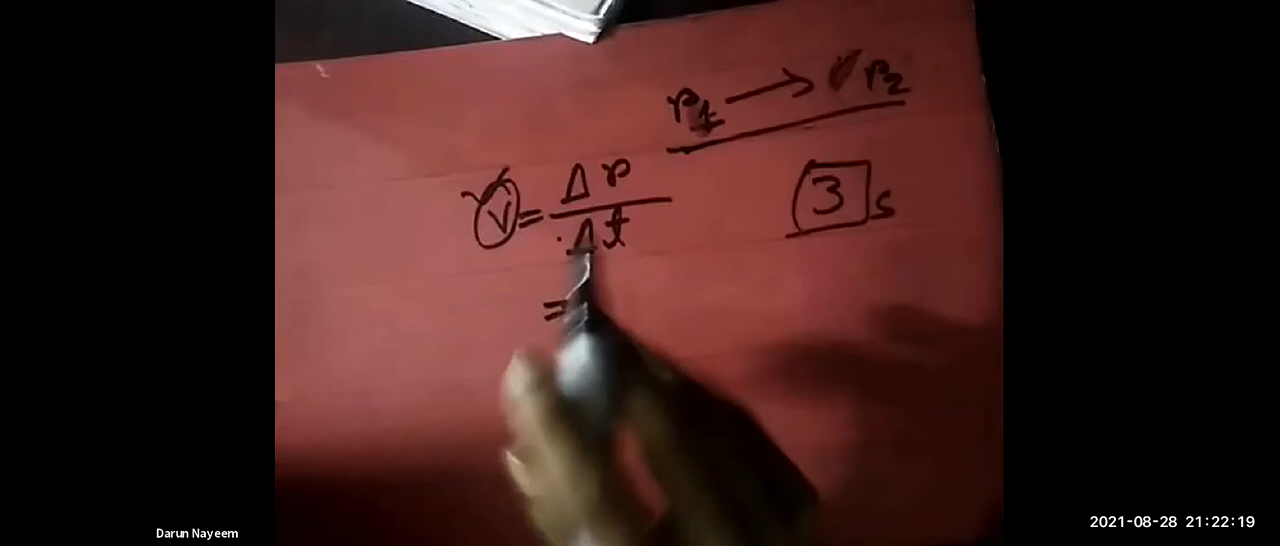 r₁ → r₂
v = Δr
Δt
3 s
=
Darun Nayeem
2021-08-28 21:22:19